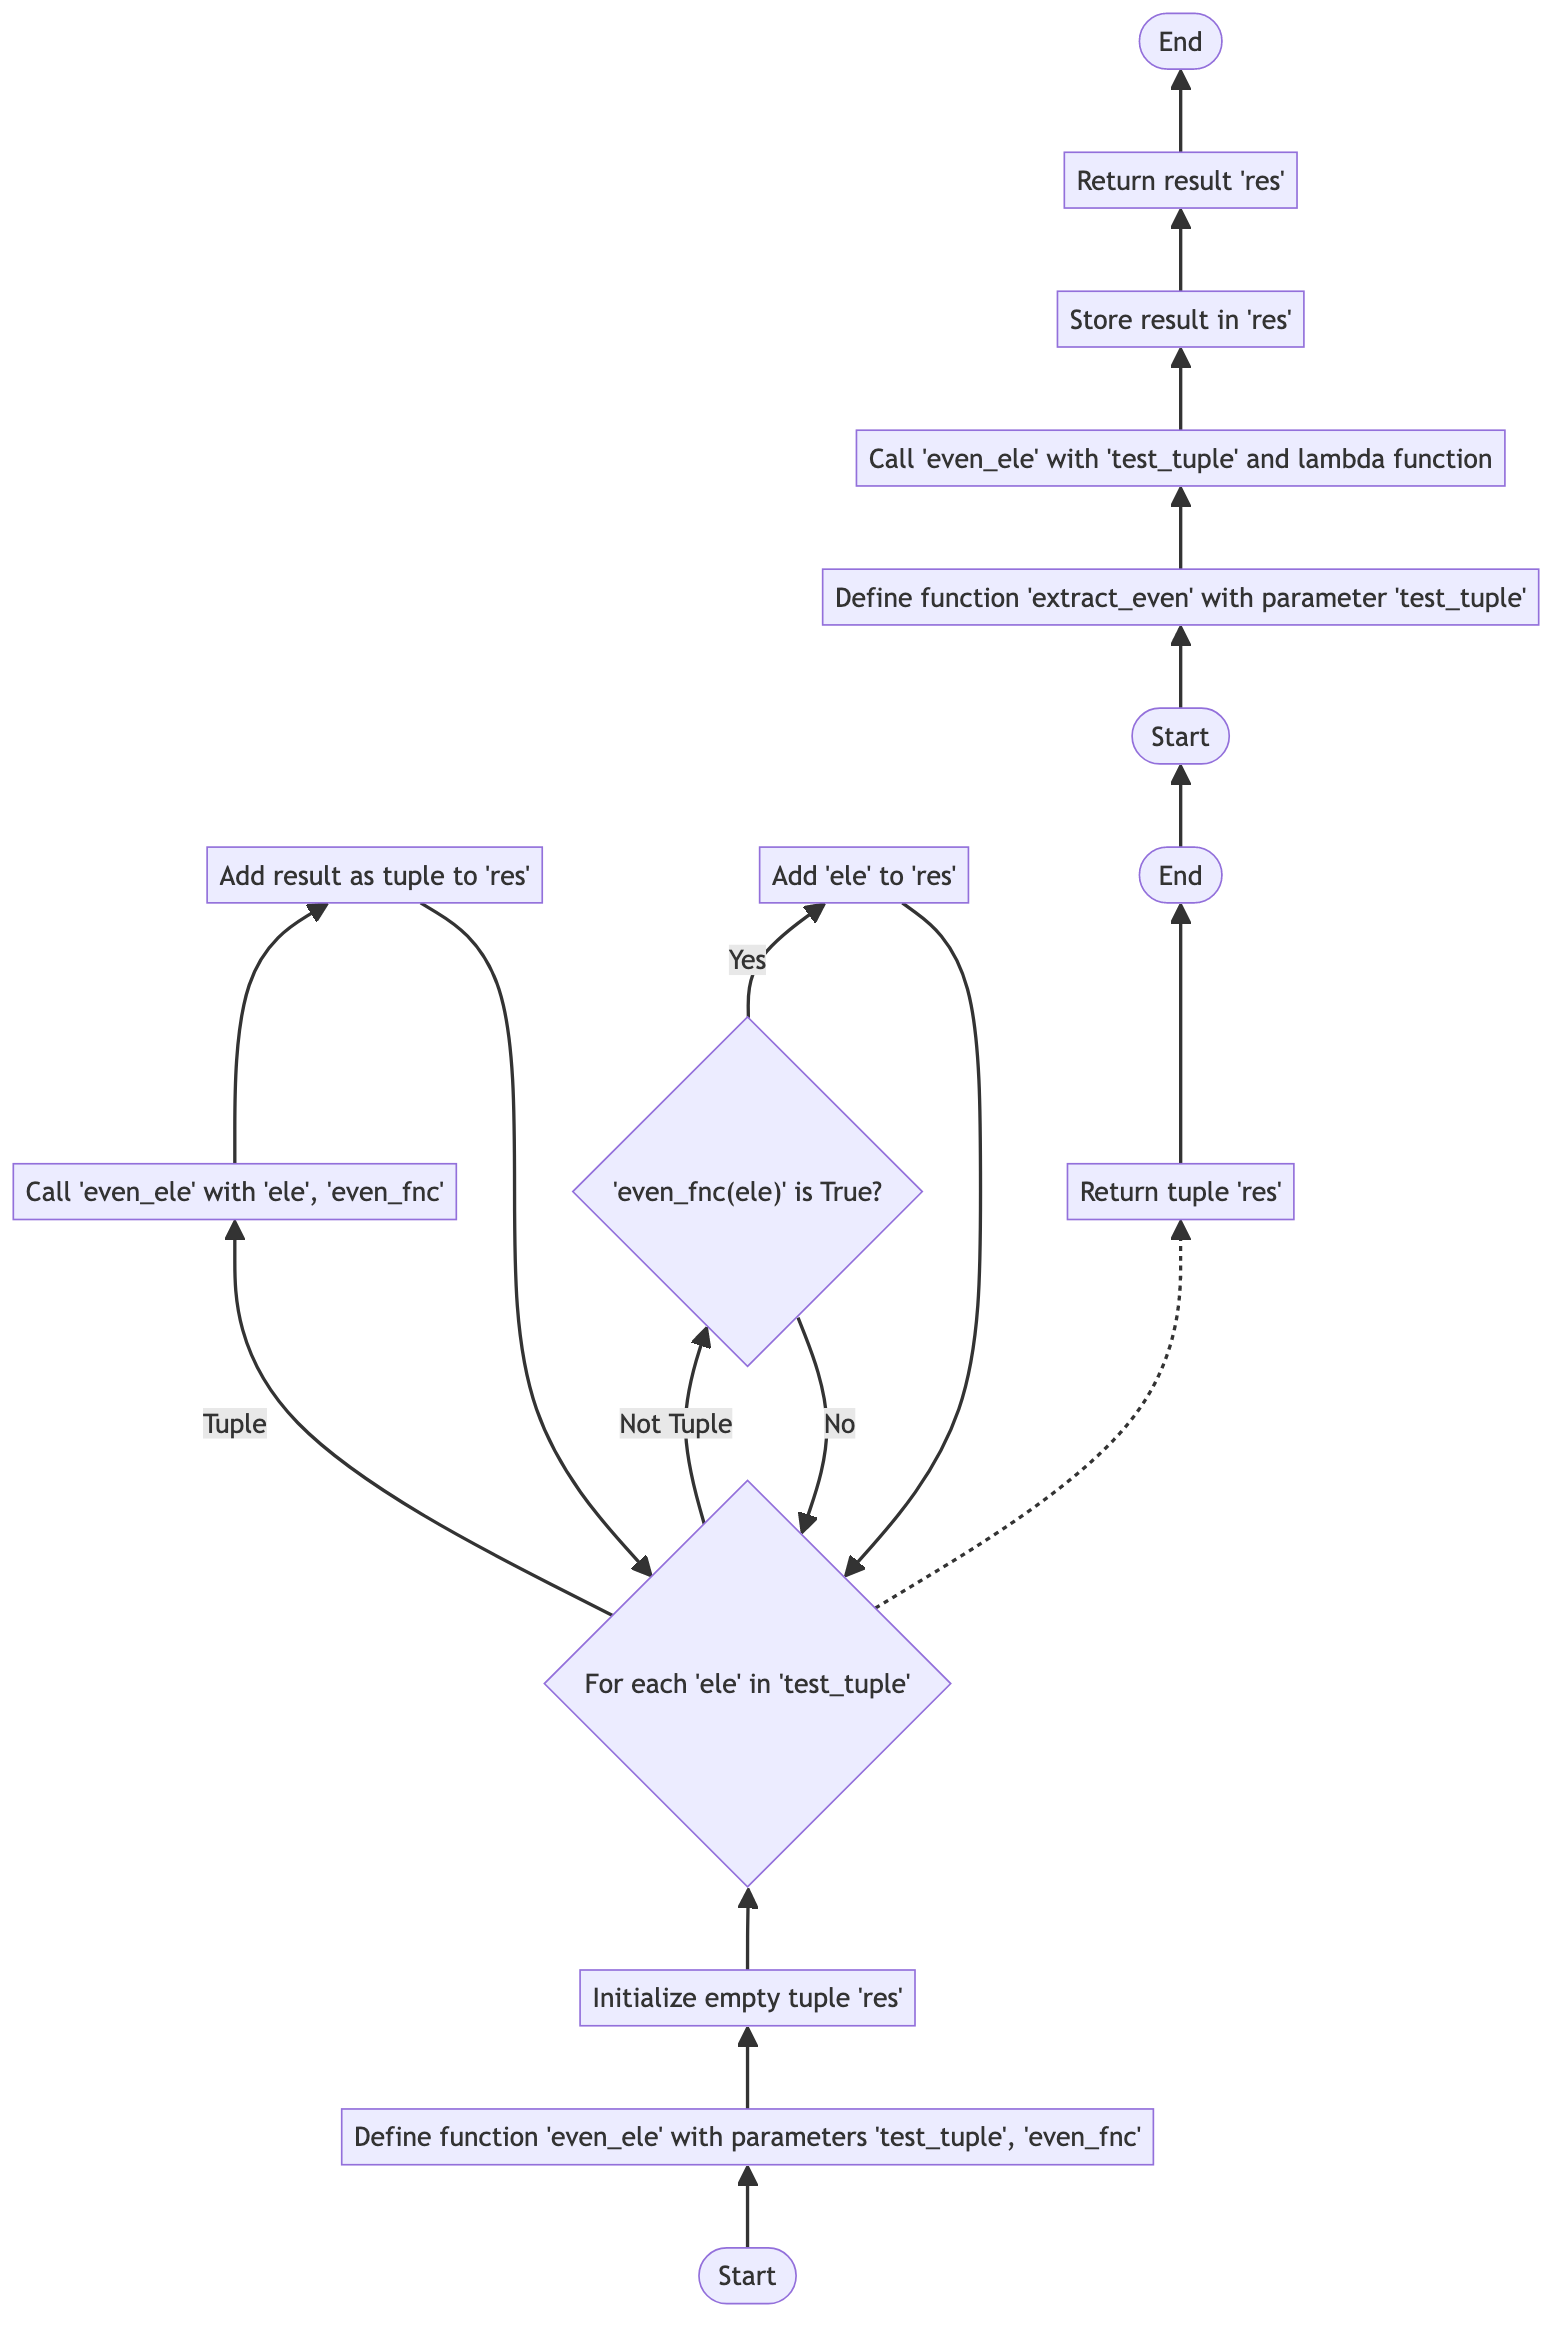 End
Return result 'res'
Store result in 'res'
Call 'even_ele' with 'test_tuple' and lambda function
Define function 'extract_even' with parameter 'test_tuple'
Start
Add result as tuple to 'res'
Add 'ele' to 'res'
End
Yes
Call 'even_ele' with 'ele', 'even_fnc'
'even_fnc(ele)' is True?
Return tuple 'res'
Tuple
Not Tuple
No
For each 'ele' in 'test_tuple'
Initialize empty tuple 'res'
Define function 'even_ele' with parameters 'test_tuple', 'even_fnc'
Start